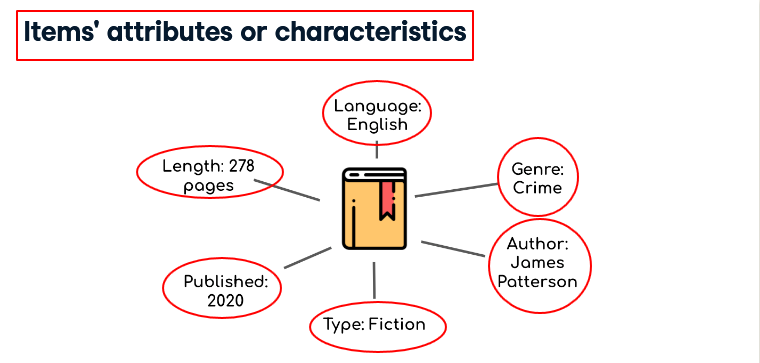 Items' attributes or characteristics
Language:
English
Length: 278
pages
Genre:
Crime
Author:
James
Patterson
Published:
2020
Type: Fiction